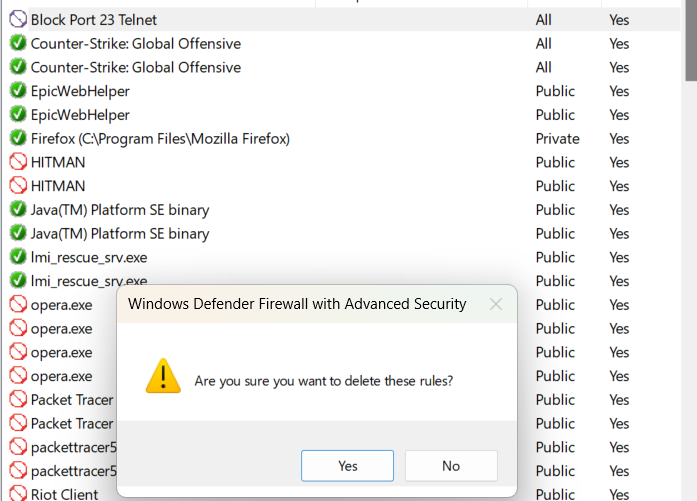 Block Port 23 Telnet All Yes
Counter-Strike: Global Offensive All Yes
Counter-Strike: Global Offensive All Yes
EpicWebHelper Public Yes
EpicWebHelper Public Yes
Firefox (C:\Program Files\Mozilla Firefox) Private Yes
HITMAN Public Yes
HITMAN Public Yes
Java(TM) Platform SE binary Public Yes
Java(TM) Platform SE binary Public Yes
lmi_rescue_srv.exe Public Yes
lmi_rescue_srv.exe Public Yes
opera.exe Public Yes
opera.exe Public Yes
opera.exe Public Yes
opera.exe Public Yes
Packet Tracer Public Yes
Packet Tracer Public Yes
packettracer5 Public Yes
packettracer5 Public Yes
Riot Client Public Yes
Windows Defender Firewall with Advanced Security
Are you sure you want to delete these rules?
Yes No